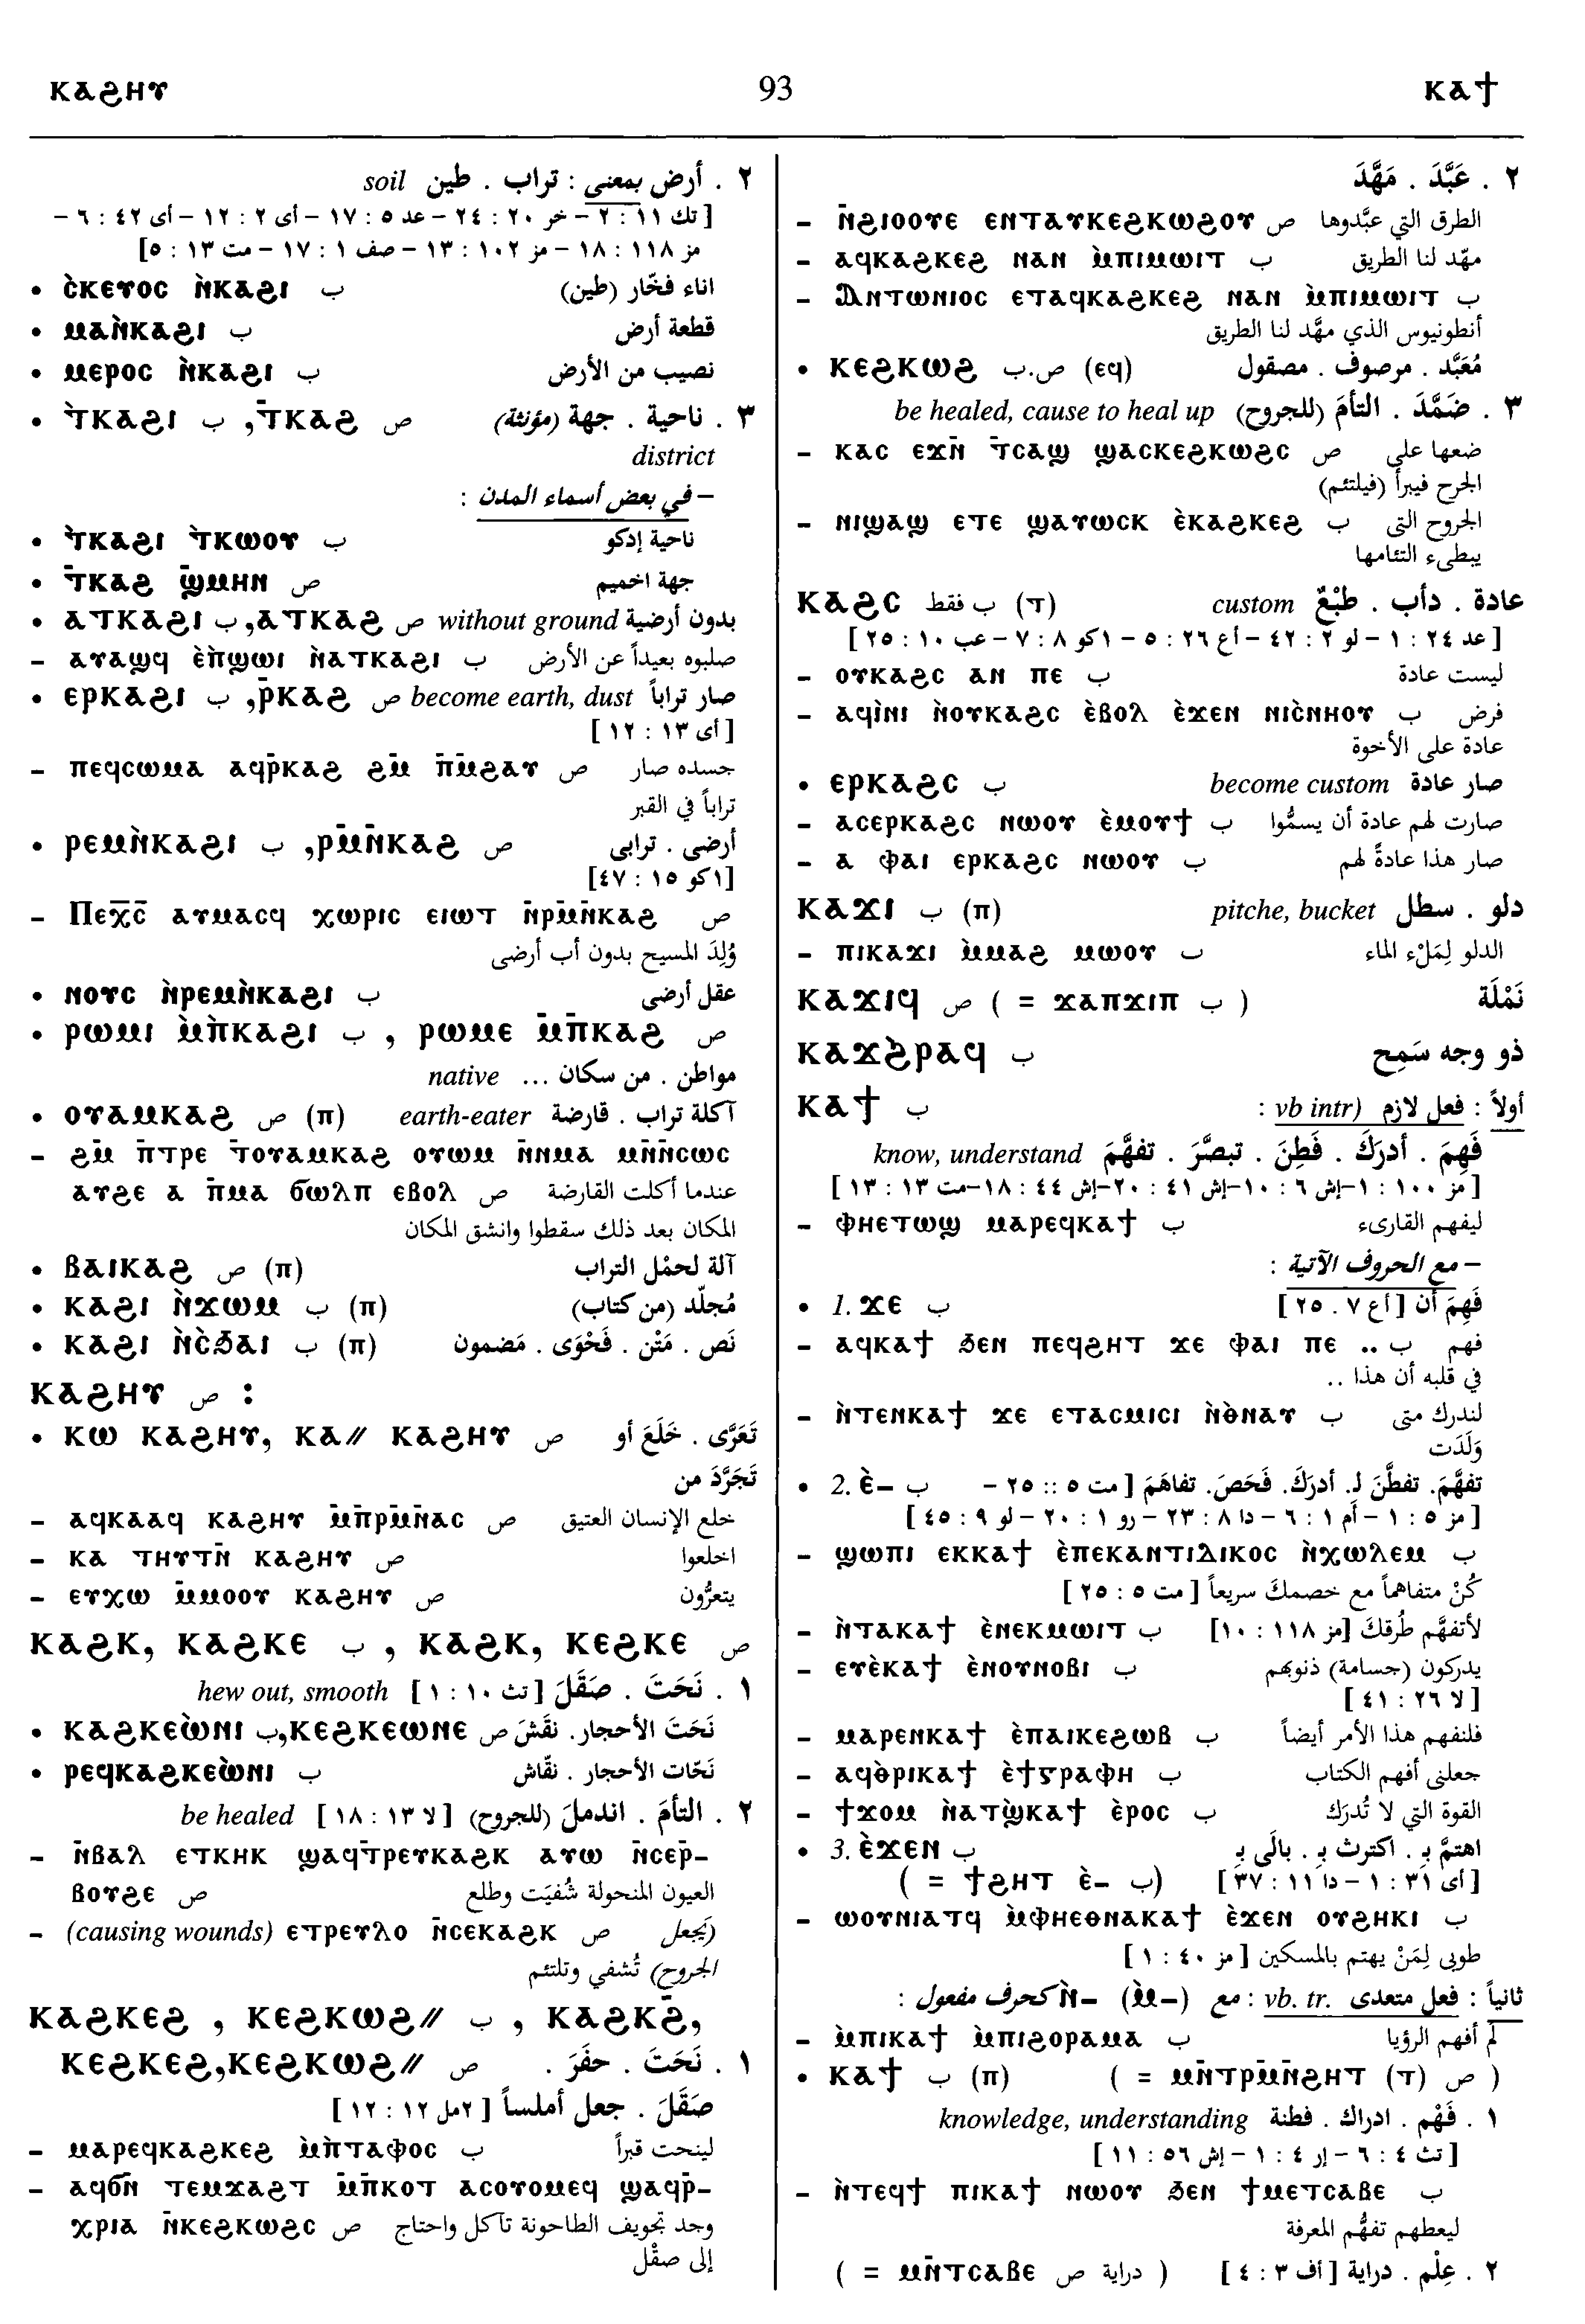 ⲕⲁϩⲏⲩ 93 ⲕⲁϯ
٢ . أرض بمعنى : تراب . طين soil
[ تك ١١ : ٢ – خر ٢٠ : ٢٤ – عد ٥ : ١٧ – أى ٢ : ١٢ – أى ٤٢ : ٦ –
مز ١١٨ : ١٨ – مز ١٠٢ : ١٣ – صف ١ : ١٧ – مت ١٣ : ٥]
• ⲥ̀ⲕⲉⲩⲟⲥ ⲛ̀ⲕⲁϩⲓ ب اناء فخّار (طين)
• ⲙⲁⲛ̀ⲕⲁϩⲓ ب قطعة أرض
• ⲙⲉⲣⲟⲥ ⲛ̀ⲕⲁϩⲓ ب نصيب من الأرض
• ⲧ̀ⲕⲁϩⲓ ب ,ⲧ̄ⲕⲁϩ ص ٣ . ناحية . جهة (مؤنثة)
district
– في بعض أسماء المدن :
• ⲧ̀ⲕⲁϩⲓ ⲧ̀ⲕⲱⲟⲩ ب ناحية إدكو
• ⲧ̄ⲕⲁϩ ϣ̄ⲙⲏⲛ ص جهة اخميم
• ⲁⲧⲕⲁϩⲓ ب ,ⲁⲧⲕⲁϩ ص without ground بدون أرضية
– ⲁⲩⲁϣϥ ⲉ̀ⲡ̀ϣⲱⲓ ⲛ̀ⲁⲧⲕⲁϩⲓ ب صلبوه بعيداً عن الأرض
• ⲉⲣⲕⲁϩⲓ ب ,ⲣ̄ⲕⲁϩ ص become earth, dust صار تراباً
[ أى ١٣ : ١٢ ]
– ⲡⲉϥⲥⲱⲙⲁ ⲁϥⲣ̄ⲕⲁϩ ϩⲙ̄ ⲡ̄ⲙ̄ϩⲁⲩ ص جسده صار
تراباً في القبر
• ⲣⲉⲙⲛ̀ⲕⲁϩⲓ ب ,ⲣⲙ̄ⲛ̄ⲕⲁϩ ص أرضى . ترابى
[١كو ١٥ : ٤٧]
– Ⲡⲉⲭ̄ⲥ̄ ⲁⲩⲙⲁⲥϥ ⲭⲱⲣⲓⲥ ⲉⲓⲱⲧ ⲛ̄ⲣⲙ̄ⲛ̄ⲕⲁϩ ص
وُلِدَ المسيح بدون أب أرضى
• ⲛⲟⲩⲥ ⲛ̀ⲣⲉⲙⲛ̀ⲕⲁϩⲓ ب عقل أرضى
• ⲣⲱⲙⲓ ⲙ̀ⲡ̀ⲕⲁϩⲓ ب , ⲣⲱⲙⲉ ⲙ̄ⲡ̄ⲕⲁϩ ص
مواطن . من سكان ... native
• ⲟⲩⲁⲙⲕⲁϩ ص (ⲡ) earth-eater آكلة تراب . قارضة
– ϩⲙ̄ ⲡ̄ⲧⲣⲉ ⲧ̄ⲟⲩⲁⲙⲕⲁϩ ⲟⲩⲱⲙ ⲛ̄ⲛⲙⲁ ⲙⲛ̄ⲛ̄ⲥⲱⲥ
ⲁⲩϩⲉ ⲁ ⲡ̄ⲙⲁ ϭⲱⲗⲡ ⲉⲃⲟⲗ ص عندما أكلت القارضة
المكان بعد ذلك سقطوا وانشق المكان
• ⲃⲁⲓⲕⲁϩ ص (ⲡ) آلة لحمْل التراب
• ⲕⲁϩⲓ ⲛ̀ϫⲱⲙ ب (ⲡ) مُجلّد (من كتاب)
• ⲕⲁϩⲓ ⲛ̀ⲥ̀ϧⲁⲓ ب (ⲡ) نَص . مَتْن . فَحْوَى . مَضمون
ⲕⲁϩⲏⲩ ص :
• ⲕⲱ ⲕⲁϩⲏⲩ, ⲕⲁ// ⲕⲁϩⲏⲩ ص تَعَرَّى . خَلَعَ أو
تَجَرَّدَ من
– ⲁϥⲕⲁⲁϥ ⲕⲁϩⲏⲩ ⲙ̄ⲡ̄ⲣⲙ̄ⲛ̄ⲁⲥ ص خلع الإنسان العتيق
– ⲕⲁ ⲧⲏⲩⲧⲛ̄ ⲕⲁϩⲏⲩ ص اخلعوا
– ⲉⲩⲭⲱ ⲙ̄ⲙⲟⲟⲩ ⲕⲁϩⲏⲩ ص يتعرُّون
ⲕⲁϩⲕ, ⲕⲁϩⲕⲉ ب , ⲕⲁϩⲕ, ⲕⲉϩⲕⲉ ص
١ . نَحَتَ . صَقَلَ [ تث ١٠ : ١ ] hew out, smooth
• ⲕⲁϩⲕⲉⲱ̀ⲛⲓ ب,ⲕⲉϩⲕⲉⲱⲛⲉ ص نَحَتَ الأحجار. نقَشَ
• ⲣⲉϥⲕⲁϩⲕⲉⲱ̀ⲛⲓ ب نَحّات الأحجار . نقّاش
٢ . التأمَ . اندملَ (للجروح) [ لا ١٣ : ١٨ ] be healed
– ⲛ̄ⲃⲁⲗ ⲉⲧⲕⲏⲕ ϣⲁϥⲧ̄ⲣⲉⲩⲕⲁϩⲕ ⲁⲩⲱ ⲛ̄ⲥⲉⲣ̄–
ⲃⲟⲩϩⲉ ص العيون المنحولة شُفيَت وطلع
– (causing wounds) ⲉⲧⲣⲉⲩⲗⲟ ⲛ̄ⲥⲉⲕⲁϩⲕ ص (يَجعل
الجروح) تُشفي وتلتئم
ⲕⲁϩⲕⲉϩ , ⲕⲉϩⲕⲱϩ// ب , ⲕⲁϩⲕϩ̄,
ⲕⲉϩⲕⲉϩ,ⲕⲉϩⲕⲱϩ// ص ١ . نَحَتَ . حفَرَ .
صَقَلَ . جعل أملساً [ ٢مل ١٢ : ١٢ ]
– ⲙⲁⲣⲉϥⲕⲁϩⲕⲉϩ ⲙ̀ⲡ̀ⲧⲁⲫⲟⲥ ب لينحت قبراً
– ⲁϥϭⲛ̄ ⲧⲉⲙϫⲁϩⲧ ⲙ̄ⲡ̄ⲕⲟⲧ ⲁⲥⲟⲩⲟⲙⲉϥ ϣⲁϥⲣ̄–
ⲭⲣⲓⲁ ⲛ̄ⲕⲉϩⲕⲱϩⲥ ص وجد تجويف الطاحونة تآكل واحتاج
إلى صقْل
٢ . عَبَّدَ . مَهَّدَ
– ⲛ̄ϩⲓⲟⲟⲩⲉ ⲉⲛⲧⲁⲩⲕⲉϩⲕⲱϩⲟⲩ ص الطرق التي عبَّدوها
– ⲁϥⲕⲁϩⲕⲉϩ ⲛⲁⲛ ⲙ̀ⲡⲓⲙⲱⲓⲧ ب مهّد لنا الطريق
– Ⲁⲛⲧⲱⲛⲓⲟⲥ ⲉⲧⲁϥⲕⲁϩⲕⲉϩ ⲛⲁⲛ ⲙ̀ⲡⲓⲙⲱⲓⲧ ب
أنطونيوس الذي مهَّد لنا الطريق
• ⲕⲉϩⲕⲱϩ ص.ب (ⲉϥ) مُعَبَّد . مرصوف . مصقول
٣ . ضَمَّدَ . التأمَ (للجروح) be healed, cause to heal up
– ⲕⲁⲥ ⲉϫⲛ̄ ⲧ̄ⲥⲁϣ ϣⲁⲥⲕⲉϩⲕⲱϩⲥ ص ضعها على
الجرح فيبرأ (فيلتئم)
– ⲛⲓϣⲁϣ ⲉⲧⲉ ϣⲁⲩⲱⲥⲕ ⲉ̀ⲕⲁϩⲕⲉϩ ب الجروح التى
يبطىء التئامها
ⲕⲁϩⲥ ب فقط (ⲧ) custom عادة . دأب . طبْعٌ
[ عد ٢٤ : ١ – لو ٢ : ٤٢ – أع ٢٦ : ٥ – ١كو ٨ : ٧ – عب ١٠ : ٢٥ ]
– ⲟⲩⲕⲁϩⲥ ⲁⲛ ⲡⲉ ب ليست عادة
– ⲁϥⲓ̀ⲛⲓ ⲛ̀ⲟⲩⲕⲁϩⲥ ⲉ̀ⲃⲟⲗ ⲉ̀ϫⲉⲛ ⲛⲓⲥ̀ⲛⲏⲟⲩ ب فرض
عادة على الأخوة
• ⲉⲣⲕⲁϩⲥ ب become custom صار عادة
– ⲁⲥⲉⲣⲕⲁϩⲥ ⲛⲱⲟⲩ ⲉ̀ⲙⲟⲩϯ ب صارت لهم عادة أن يسمُّوا
– ⲁ ⲫⲁⲓ ⲉⲣⲕⲁϩⲥ ⲛⲱⲟⲩ ب صار هذا عادةً لهم
ⲕⲁϫⲓ ب (ⲡ) pitche, bucket دلو . سطل
– ⲡⲓⲕⲁϫⲓ ⲙ̀ⲙⲁϩ ⲙⲱⲟⲩ ب الدلو لِمَلْء الماء
ⲕⲁϫⲓϥ ص ( = ϫⲁⲡϫⲓⲡ ب ) نَمْلَة
ⲕⲁϫϩ̀ⲣⲁϥ ب ذو وجه سَمِح
ⲕⲁϯ ب أولاً : فعل لازم (vb intr :
فَهِمَ . أدرَكَ . فَطِنَ . تبصَّرَ . تفهَّمَ know, understand
[ مز ١٠٠ : ١–إش ٦ : ١٠–إش ٤١ : ٢٠–إش ٤٤ : ١٨–مت ١٣ : ١٣ ]
– ⲫⲏⲉⲧⲱϣ ⲙⲁⲣⲉϥⲕⲁϯ ب ليفهم القارىء
– مع الحروف الآتية :
• 1. ϫⲉ ب فَهِمَ أن [ أع ٧ . ٢٥ ]
– ⲁϥⲕⲁϯ ϧⲉⲛ ⲡⲉϥϩⲏⲧ ϫⲉ ⲫⲁⲓ ⲡⲉ .. ب فهم
في قلبه أن هذا ..
– ⲛ̀ⲧⲉⲛⲕⲁϯ ϫⲉ ⲉⲧⲁⲥⲙⲓⲥⲓ ⲛ̀ⲑ̀ⲛⲁⲩ ب لندرك متى
وَلَدَت
• 2. ⲉ̀– ب تفهَّمَ. تفطَّنَ لـ. أدرَكَ. فَحَصَ. تفاهَمَ [ مت ٥ :: ٢٥ –
[ مز ٥ : ١ – أم ١ : ٦ – دا ٨ : ٢٣ – رو ١ : ٢٠ – لو ٩ : ٤٥ ]
– ϣⲱⲡⲓ ⲉⲕⲕⲁϯ ⲉ̀ⲡⲉⲕⲁⲛⲧⲓⲇⲓⲕⲟⲥ ⲛ̀ⲭⲱⲗⲉⲙ ب
كُنْ متفاهماً مع خصمكَ سريعاً [ مت ٥ : ٢٥ ]
– ⲛ̀ⲧⲁⲕⲁϯ ⲉ̀ⲛⲉⲕⲙⲱⲓⲧ ب لأتفهَّم طُرقكَ [مز ١١٨ : ١٠]
– ⲉⲩⲉ̀ⲕⲁϯ ⲉ̀ⲛⲟⲩⲛⲟⲃⲓ ب يدركون (جسامة) ذنوبهم
[ لا ٢٦ : ٤١ ]
– ⲙⲁⲣⲉⲛⲕⲁϯ ⲉ̀ⲡⲁⲓⲕⲉϩⲱⲃ ب فلنفهم هذا الأمر أيضاً
– ⲁϥⲑ̀ⲣⲓⲕⲁϯ ⲉ̀ϯⲅⲣⲁⲫⲏ ب جعلنى أفهم الكتاب
– ϯϫⲟⲙ ⲛ̀ⲁⲧϣ̀ⲕⲁϯ ⲉ̀ⲣⲟⲥ ب القوة التي لا تُدرَك
• 3. ⲉ̀ϫⲉⲛ ب اهتمَّ بـ . اكترث بـ . بالَى بـ
( = ϯϩⲏⲧ ⲉ̀– ب) [ أى ٣١ : ١ – دا ١١ : ٣٧ ]
– ⲱⲟⲩⲛⲓⲁⲧϥ ⲙ̀ⲫⲏⲉⲑⲛⲁⲕⲁϯ ⲉ̀ϫⲉⲛ ⲟⲩϩⲏⲕⲓ ب
طوبى لِمَنْ يهتم بالمسكين [ مز ٤٠ : ١ ]
ثانياً : فعل متعدى vb. tr. : مع (ⲙ̀–) ⲛ̀– كحرف مفعول :
– ⲙ̀ⲡⲓⲕⲁϯ ⲙ̀ⲡⲓϩⲟⲣⲁⲙⲁ ب لم أفهم الرؤيا
• ⲕⲁϯ ب (ⲡ) ( = ⲙⲛ̄ⲧⲣⲙ̄ⲛ̄ϩⲏⲧ (ⲧ) ص )
١ . فَهْم . ادراك . فطنة knowledge, understanding
[ تث ٤ : ٦ – إر ٤ : ١ – إش ٥٦ : ١١ ]
– ⲛ̀ⲧⲉϥϯ ⲡⲓⲕⲁϯ ⲛⲱⲟⲩ ϧⲉⲛ ϯⲙⲉⲧⲥⲁⲃⲉ ب
ليعطهم تفهُّم المعرفة
٢ . عِلْم . دراية [ أف ٣ : ٤ ] ( دراية ص ⲙⲛ̄ⲧⲥⲁⲃⲉ = )